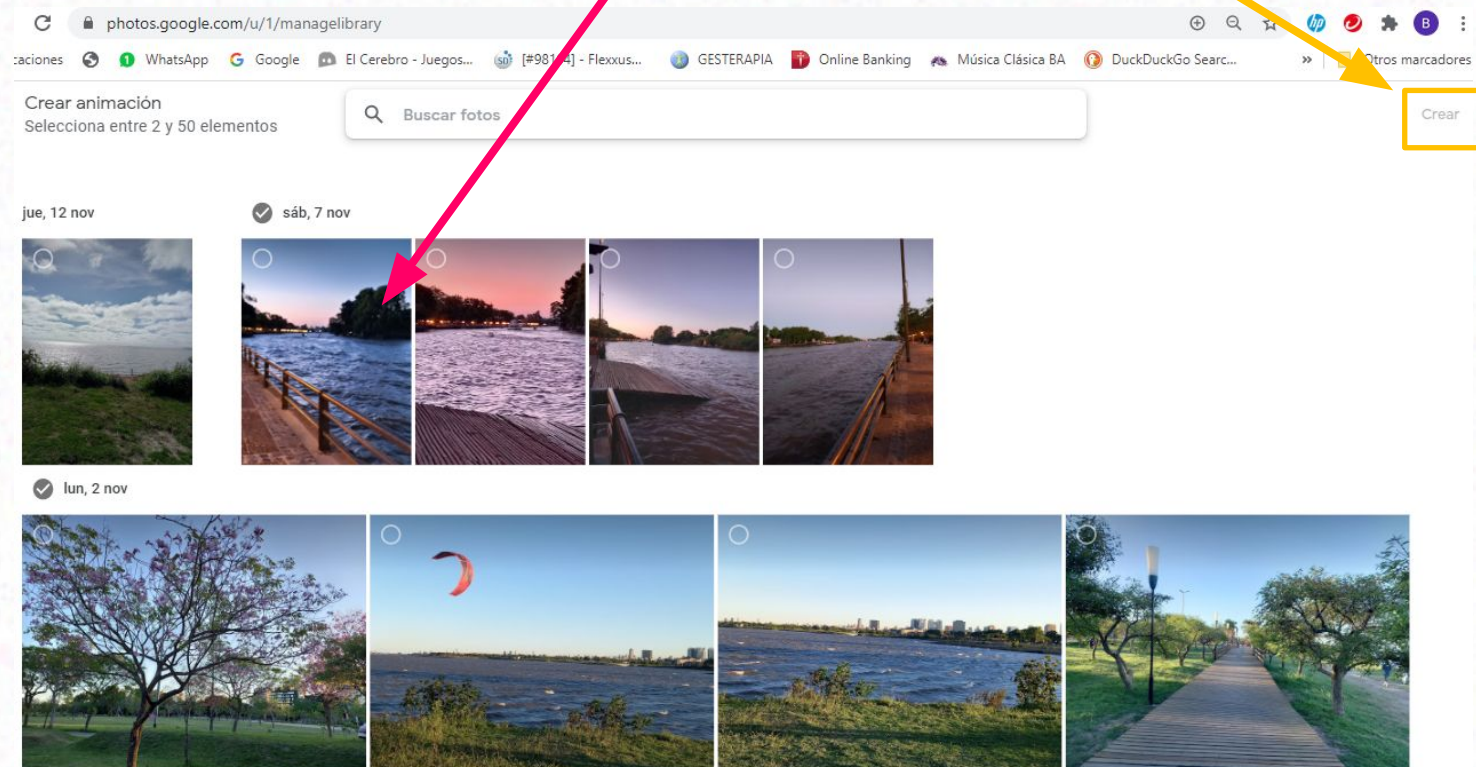 photos.google.com/u/1/managelibrary
B
caciones WhatsApp Google El Cerebro - Juegos... [#98 4] - Flexxus... GESTERAPIA Online Banking Música Clásica BA DuckDuckGo Searc... » Otros marcadores
Crear animación
Selecciona entre 2 y 50 elementos
Buscar fotos
Crear
jue, 12 nov
sáb, 7 nov
lun, 2 nov